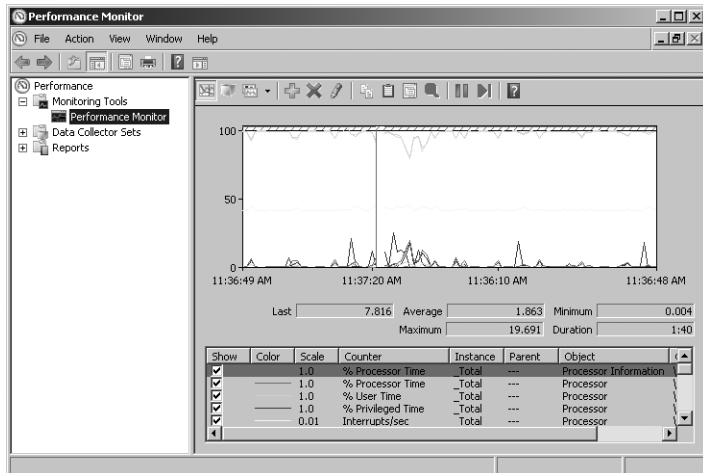 Performance Monitor
File Action View Window Help
Performance
Monitoring Tools
Performance Monitor
Data Collector Sets
Reports
100
50
0
11:36:49 AM 11:37:20 AM 11:36:10 AM 11:36:48 AM
Last 7.816 Average 1.863 Minimum 0.004
Maximum 19.691 Duration 1:40
Show Color Scale Counter Instance Parent Object
1.0 % Processor Time _Total --- Processor Information
1.0 % Processor Time _Total --- Processor
1.0 % User Time _Total --- Processor
1.0 % Privileged Time _Total --- Processor
0.01 Interrupts/sec _Total --- Processor